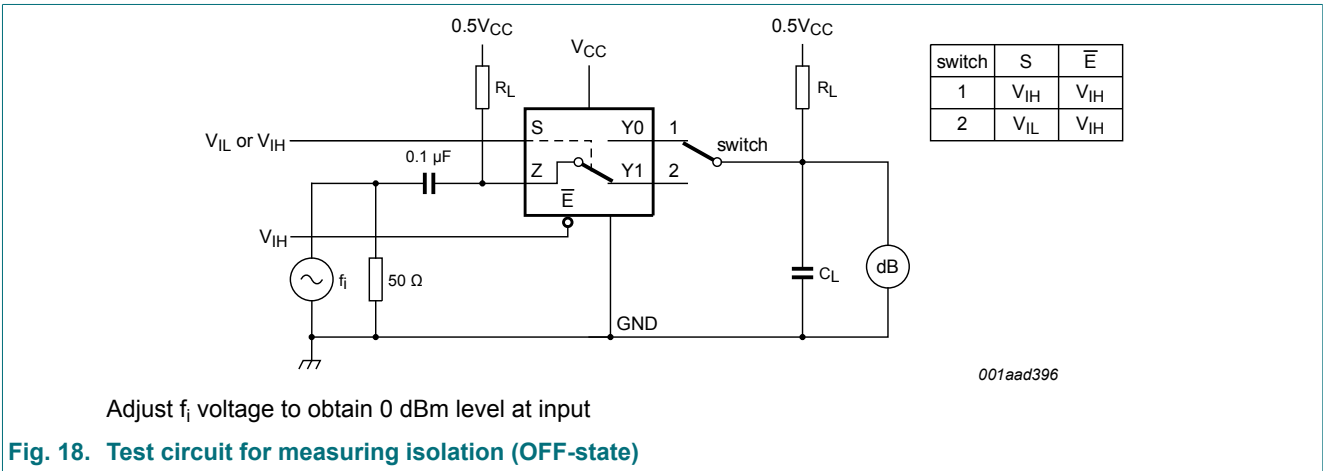 0.5VCC
VCC
0.5VCC
RL
RL
switch S E̅
1 VIH VIH
2 VIL VIH
VIL or VIH
S
Y0
1
switch
0.1 µF
Z
Y1
2
E̅
VIH
fi
50 Ω
CL
dB
GND
001aad396
Adjust fi voltage to obtain 0 dBm level at input
Fig. 18. Test circuit for measuring isolation (OFF-state)